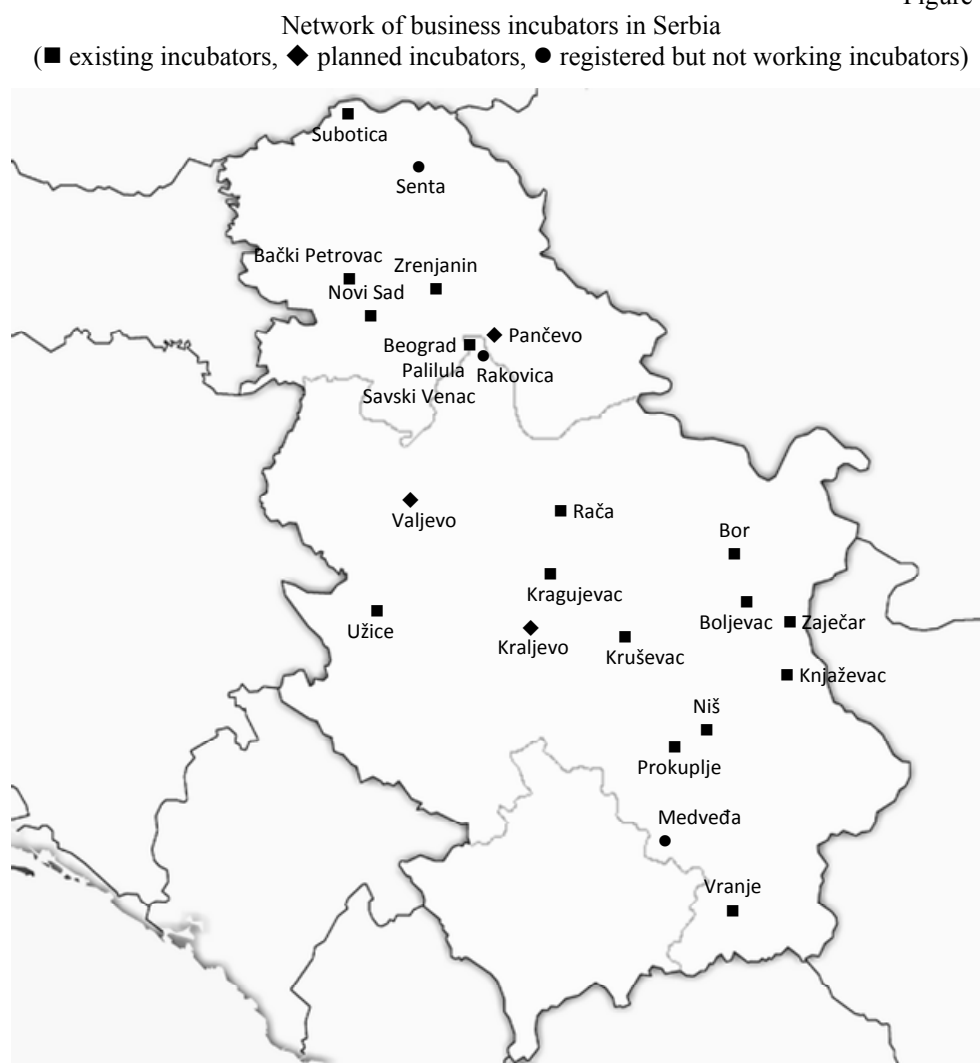 Figure
Network of business incubators in Serbia
(■ existing incubators, ◆ planned incubators, ● registered but not working incubators)
Subotica
Senta
Bački Petrovac
Zrenjanin
Novi Sad
Pančevo
Beograd
Palilula
Rakovica
Savski Venac
Valjevo
Rača
Bor
Kragujevac
Boljevac
Zaječar
Užice
Kraljevo
Kruševac
Knjaževac
Niš
Prokuplje
Medveđa
Vranje